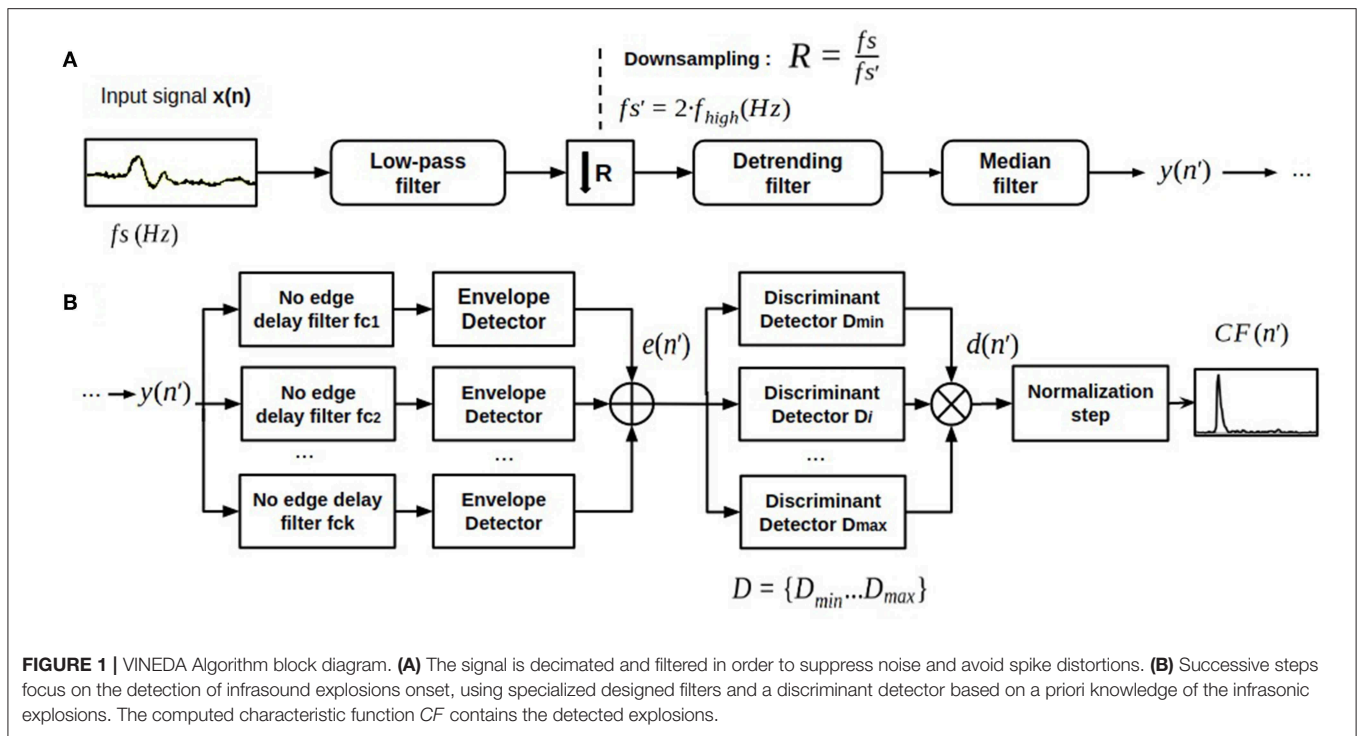 A
Input signal x(n)
fs (Hz)
Low-pass
filter
Downsampling : R = fs/fs'
fs' = 2·f_high(Hz)
R
Detrending
filter
Median
filter
y(n') ...
B
... y(n')
No edge
delay filter fc1
Envelope
Detector
No edge
delay filter fc2
Envelope
Detector
...
...
No edge delay
filter fck
Envelope
Detector
e(n')
Discriminant
Detector Dmin
Discriminant
Detector Di
...
Discriminant
Detector Dmax
D = {D_min...D_max}
d(n')
Normalization
step
CF(n')
FIGURE 1 | VINEDA Algorithm block diagram. (A) The signal is decimated and filtered in order to suppress noise and avoid spike distortions. (B) Successive steps
focus on the detection of infrasound explosions onset, using specialized designed filters and a discriminant detector based on a priori knowledge of the infrasonic
explosions. The computed characteristic function CF contains the detected explosions.